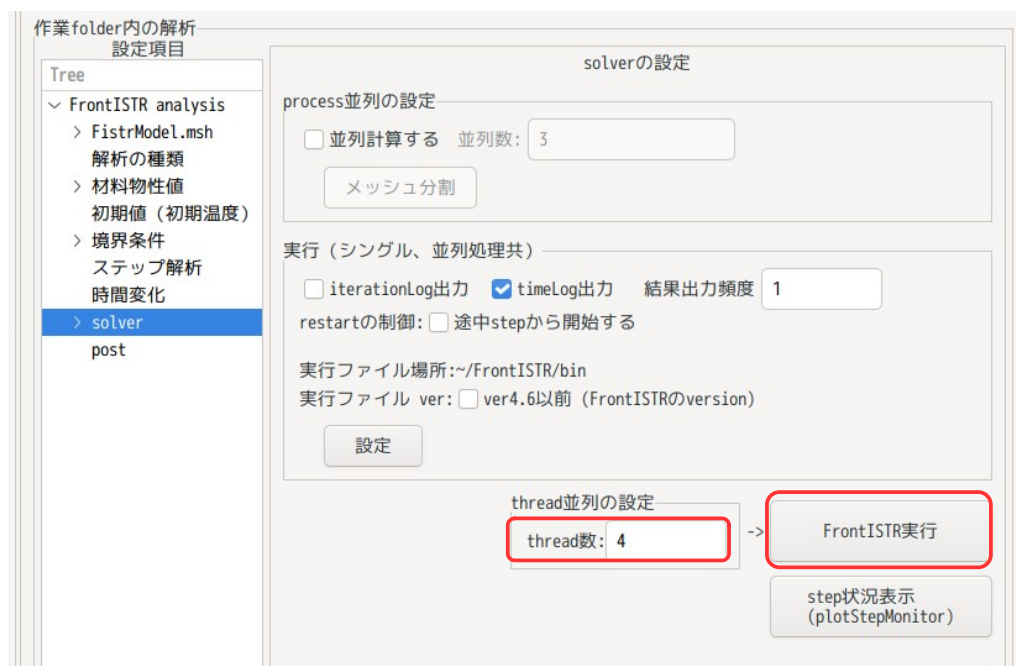 作業folder内の解析
設定項目
Tree
FrontISTR analysis
FistrModel.msh
解析の種類
材料物性値
初期値 (初期温度)
境界条件
ステップ解析
時間変化
solver
post
solverの設定
process並列の設定
並列計算する 並列数: 3
メッシュ分割
実行 (シングル、並列処理共)
iterationLog出力 timeLog出力 結果出力頻度 1
restartの制御: 途中stepから開始する
実行ファイル場所:~/FrontISTR/bin
実行ファイル ver: ver4.6以前 (FrontISTRのversion)
設定
thread並列の設定
thread数: 4
-> FrontISTR実行
step状況表示
(plotStepMonitor)